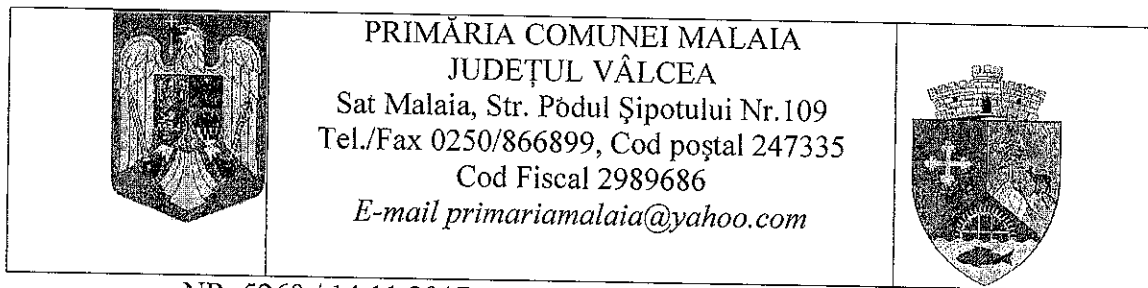 PRIMĂRIA COMUNEI MALAIA
JUDEȚUL VÂLCEA
Sat Malaia, Str. Podul Şipotului Nr.109
Tel./Fax 0250/866899, Cod poştal 247335
Cod Fiscal 2989686
E-mail primariamalaia@yahoo.com